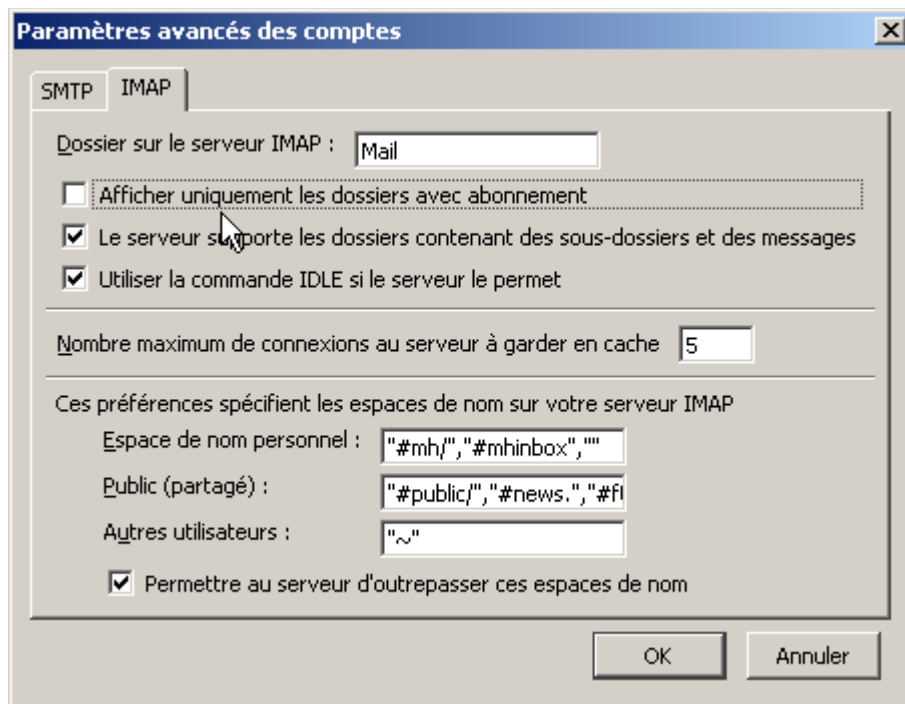 Paramètres avancés des comptes
SMTP IMAP
Dossier sur le serveur IMAP : Mail
Afficher uniquement les dossiers avec abonnement
Le serveur supporte les dossiers contenant des sous-dossiers et des messages
Utiliser la commande IDLE si le serveur le permet
Nombre maximum de connexions au serveur à garder en cache 5
Ces préférences spécifient les espaces de nom sur votre serveur IMAP
Espace de nom personnel : "#mh/","#mhinbox",""
Public (partagé) : "#public/","#news.","#f
Autres utilisateurs : "~"
Permettre au serveur d'outrepasser ces espaces de nom
OK Annuler